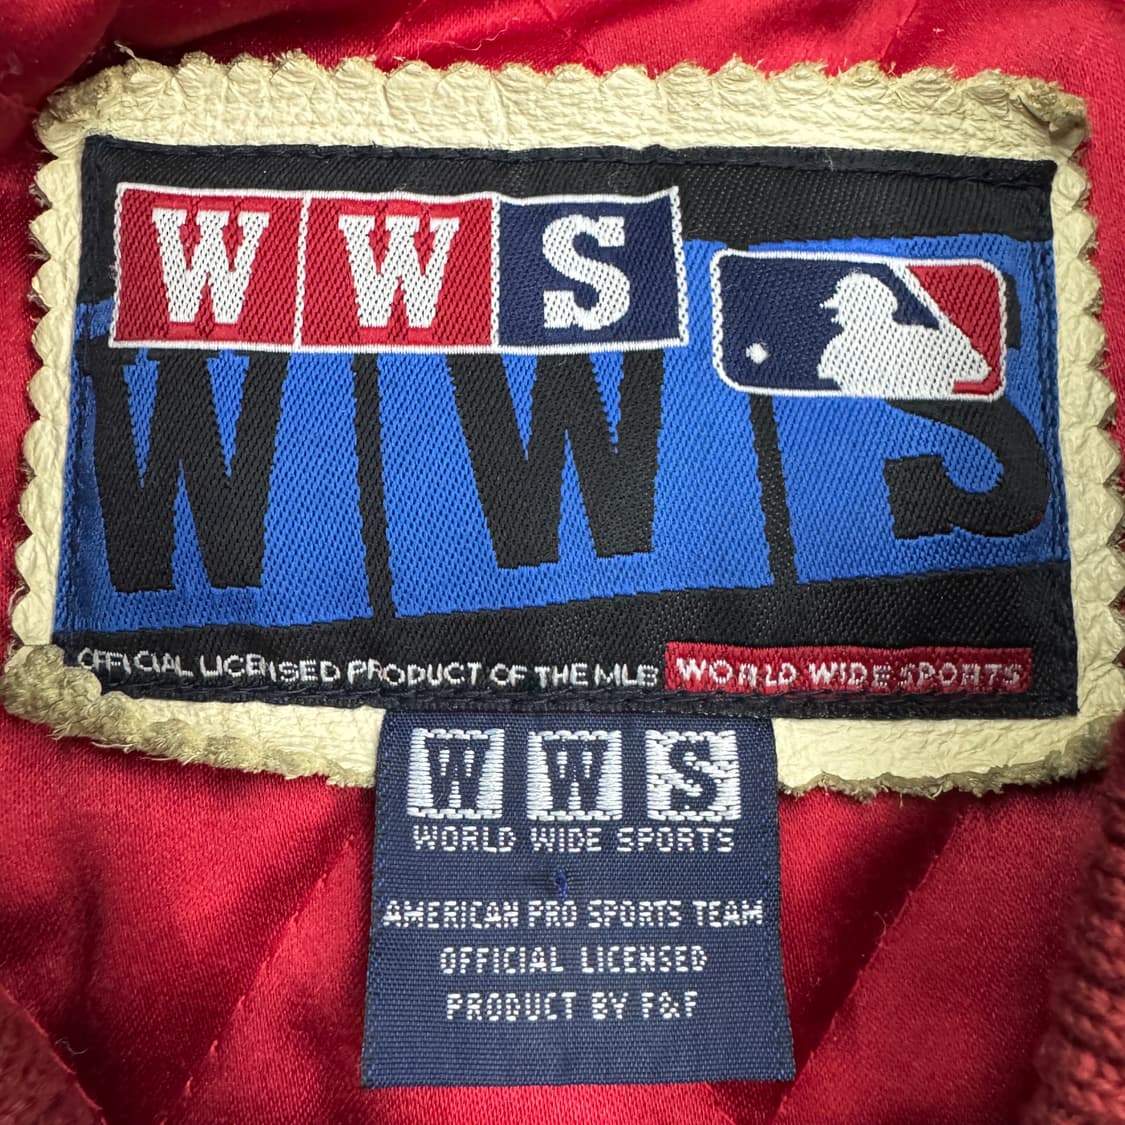 WWS
WWS
OFFICIAL LICENSED PRODUCT OF THE MLB WORLD WIDE SPORTS
WWS
WORLD WIDE SPORTS
AMERICAN PRO SPORTS TEAM
OFFICIAL LICENSED
PRODUCT BY F&F